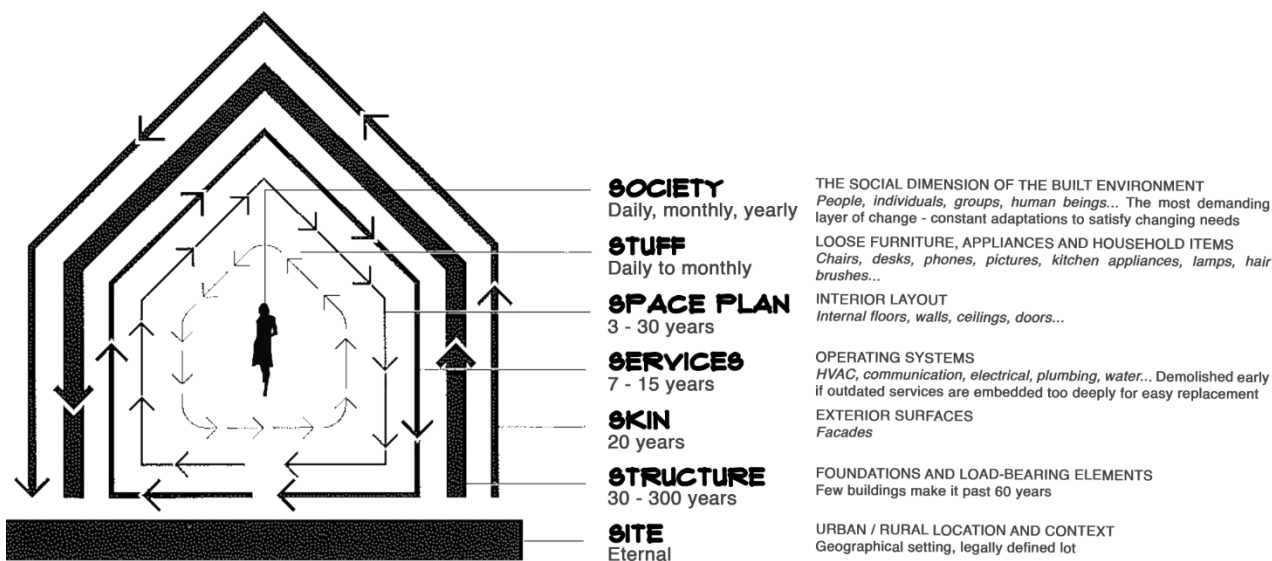 SOCIETY
Daily, monthly, yearly
THE SOCIAL DIMENSION OF THE BUILT ENVIRONMENT
People, individuals, groups, human beings... The most demanding
layer of change - constant adaptations to satisfy changing needs
STUFF
Daily to monthly
LOOSE FURNITURE, APPLIANCES AND HOUSEHOLD ITEMS
Chairs, desks, phones, pictures, kitchen appliances, lamps, hair
brushes...
SPACE PLAN
3 - 30 years
INTERIOR LAYOUT
Internal floors, walls, ceilings, doors...
SERVICES
7 - 15 years
OPERATING SYSTEMS
HVAC, communication, electrical, plumbing, water... Demolished early
if outdated services are embedded too deeply for easy replacement
SKIN
20 years
EXTERIOR SURFACES
Facades
STRUCTURE
30 - 300 years
FOUNDATIONS AND LOAD-BEARING ELEMENTS
Few buildings make it past 60 years
SITE
Eternal
URBAN / RURAL LOCATION AND CONTEXT
Geographical setting, legally defined lot